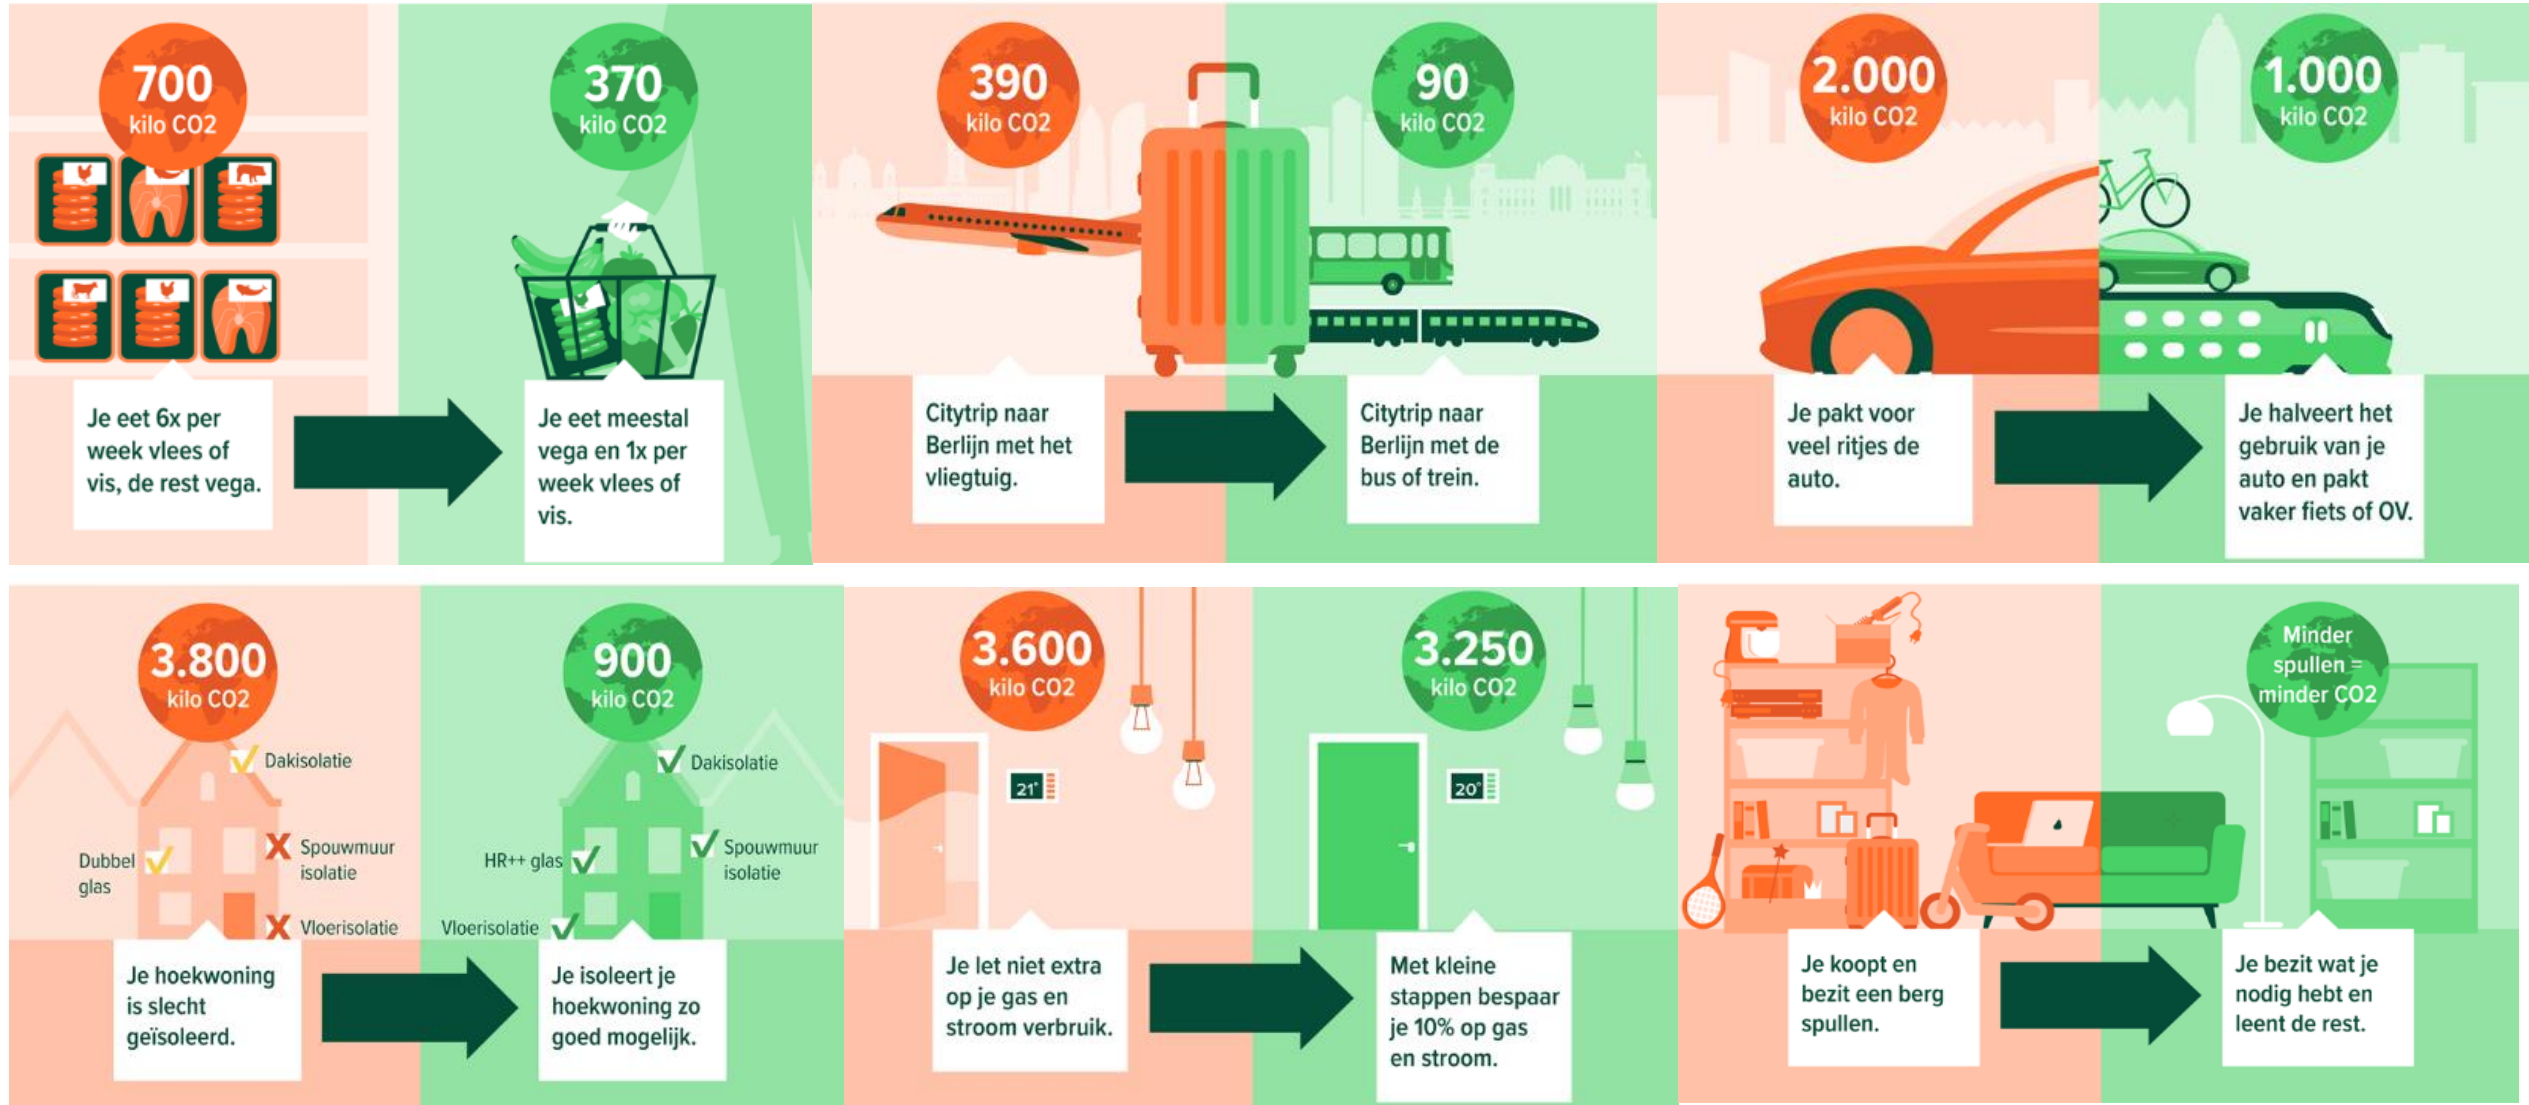 700
kilo CO2
370
kilo CO2
Je eet 6x per
week vlees of
vis, de rest vega.
Je eet meestal
vega en 1x per
week vlees of
vis.
390
kilo CO2
90
kilo CO2
Citytrip naar
Berlijn met het
vliegtuig.
Citytrip naar
Berlijn met de
bus of trein.
2.000
kilo CO2
1.000
kilo CO2
Je pakt voor
veel ritjes de
auto.
Je halveert het
gebruik van je
auto en pakt
vaker fiets of OV.
3.800
kilo CO2
Dakisolatie
Dubbel
glas
Spouwmuur
isolatie
Vloerisolatie
Je hoekwoning
is slecht
geïsoleerd.
900
kilo CO2
Dakisolatie
HR++ glas
Spouwmuur
isolatie
Vloerisolatie
Je isoleert je
hoekwoning zo
goed mogelijk.
3.600
kilo CO2
21°
Je let niet extra
op je gas en
stroom verbruik.
3.250
kilo CO2
20°
Met kleine
stappen bespaar
je 10% op gas
en stroom.
Je koopt en
bezit een berg
spullen.
Minder
spullen =
minder CO2
Je bezit wat je
nodig hebt en
leent de rest.